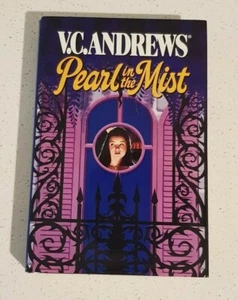 V.C. ANDREWS®
Pearl in the Mist